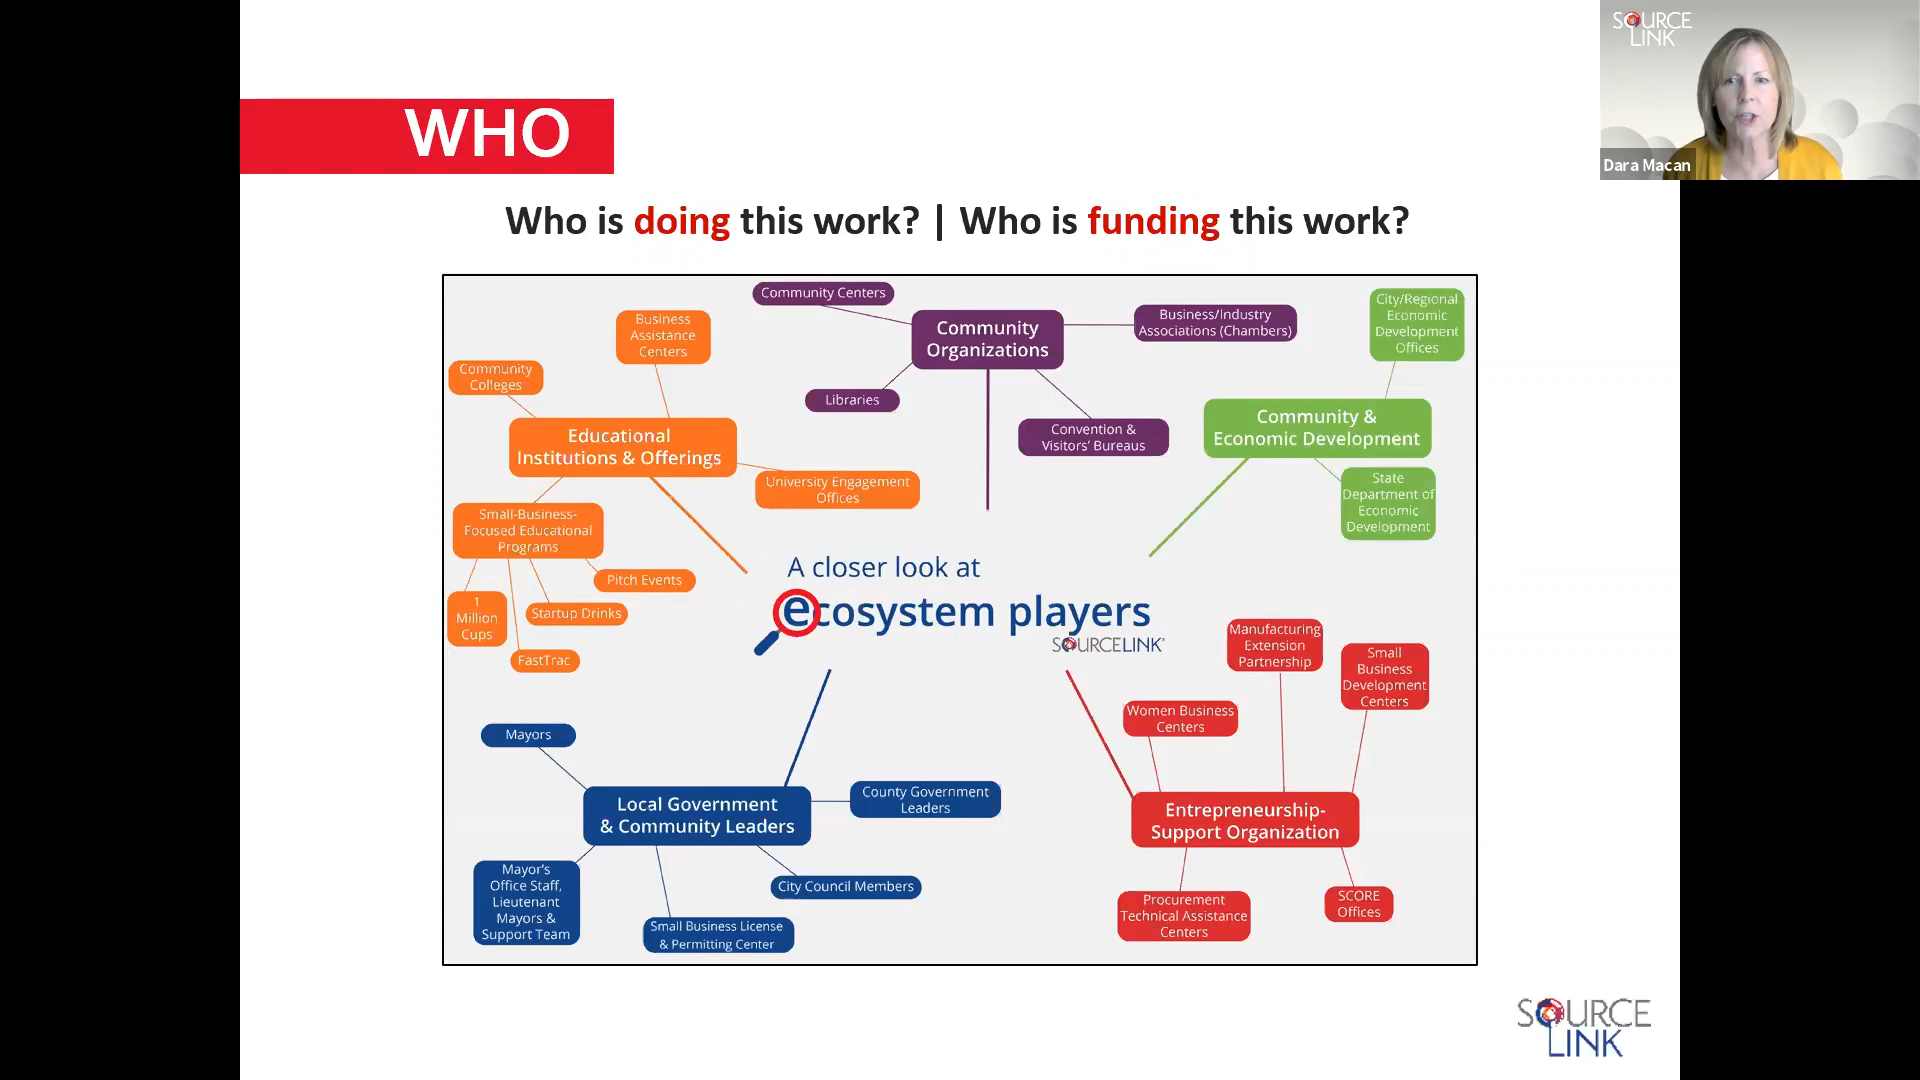 SOURCE
LINK
Dara Macan
WHO
Who is doing this work? | Who is funding this work?
Community Centers
Community
Organizations
Business/Industry
Associations (Chambers)
Libraries
Convention &
Visitors' Bureaus
City/Regional
Economic
Development
Offices
Community &
Economic Development
State
Department of
Economic
Development
Business
Assistance
Centers
Community
Colleges
Educational
Institutions & Offerings
University Engagement
Offices
Small-Business-
Focused Educational
Programs
Pitch Events
1
Million
Cups
Startup Drinks
FastTrac
A closer look at
ecosystem players
SOURCELINK®
Manufacturing
Extension
Partnership
Small
Business
Development
Centers
Women Business
Centers
Entrepreneurship-
Support Organization
Procurement
Technical Assistance
Centers
SCORE
Offices
Mayors
Local Government
& Community Leaders
County Government
Leaders
Mayor's
Office Staff,
Lieutenant
Mayors &
Support Team
City Council Members
Small Business License
& Permitting Center
SOURCE
LINK